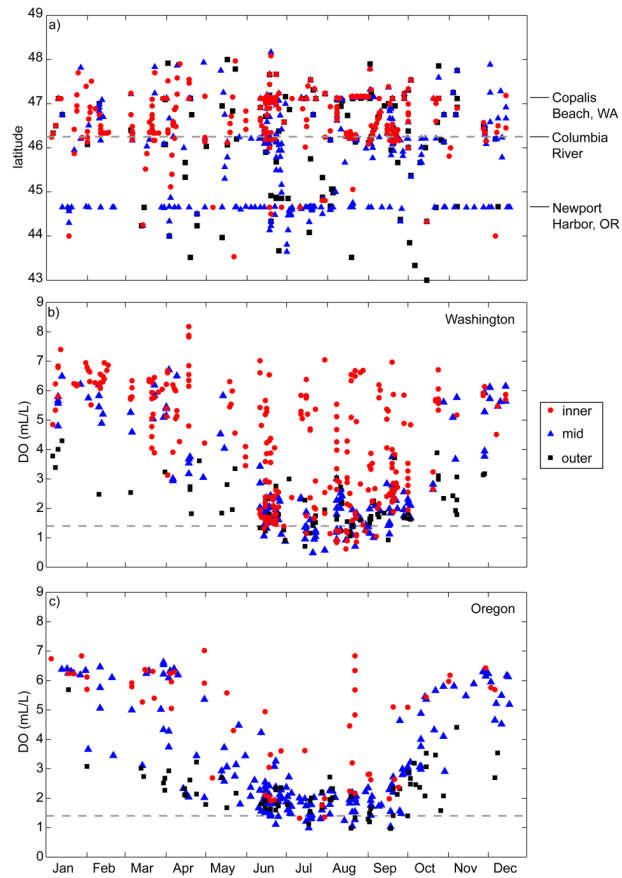 a)
48
47
46
45
44
43
latitude
Copalis
Beach, WA
Columbia
River
Newport
Harbor, OR
b)
Washington
9
8
7
6
5
4
3
2
1
0
DO (mL/L)
inner
mid
outer
c)
Oregon
9
8
7
6
5
4
3
2
1
0
DO (mL/L)
Jan Feb Mar Apr May Jun Jul Aug Sep Oct Nov Dec